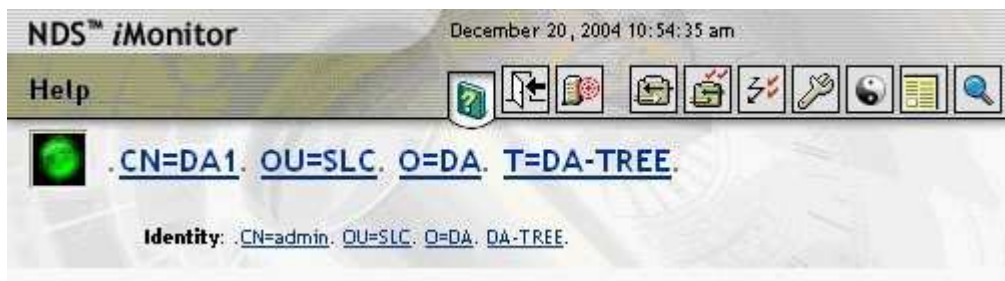 NDS™ iMonitor
December 20, 2004 10:54:35 am
Help
.CN=DA1. OU=SLC. O=DA. T=DA-TREE.
Identity: .CN=admin. OU=SLC. O=DA. DA-TREE.